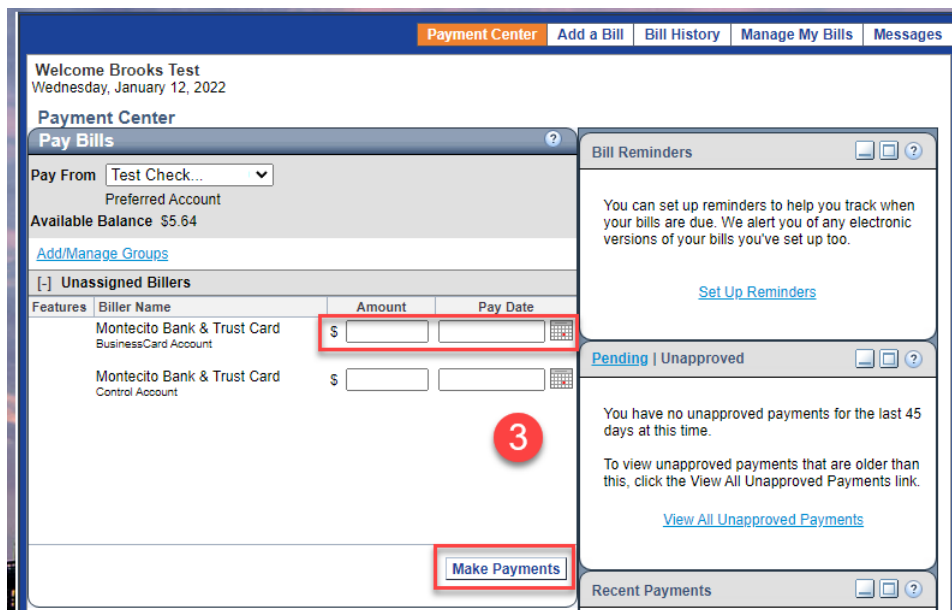 Payment Center Add a Bill Bill History Manage My Bills Messages
Welcome Brooks Test
Wednesday, January 12, 2022
Payment Center
Pay Bills ?
Pay From Test Check...
Preferred Account
Available Balance $5.64
Add/Manage Groups
[-] Unassigned Billers
Features Biller Name Amount Pay Date
Montecito Bank & Trust Card $
BusinessCard Account
Montecito Bank & Trust Card $
Control Account
3
Make Payments
Bill Reminders ?
You can set up reminders to help you track when
your bills are due. We alert you of any electronic
versions of your bills you've set up too.
Set Up Reminders
Pending | Unapproved ?
You have no unapproved payments for the last 45
days at this time.
To view unapproved payments that are older than
this, click the View All Unapproved Payments link.
View All Unapproved Payments
Recent Payments ?